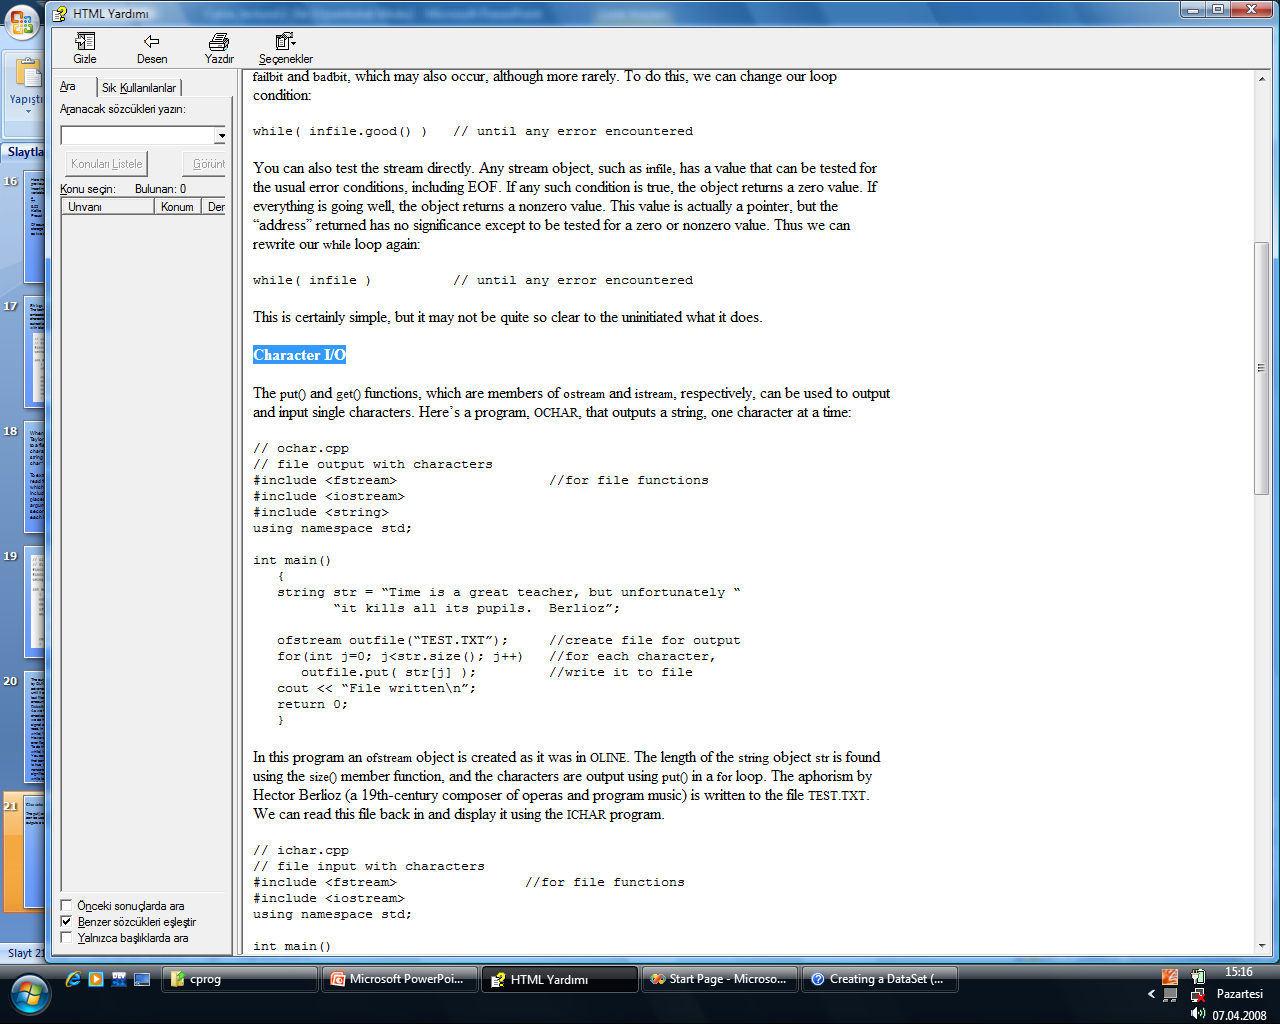 HTML Yardımı
Gizle
Desen
Yazdır
Seçenekler
Yapıştı
Slaytla
16
17
18
19
20
21
Slayt 21
Ara
Sık Kullanılanlar
Aranacak sözcükleri yazın:
Konuları Listele
Görünt
Konu seçin: Bulunan: 0
Unvanı Konum Der
Önceki sonuçlarda ara
Benzer sözcükleri eşleştir
Yalnızca başlıklarda ara
failbit and badbit, which may also occur, although more rarely. To do this, we can change our loop
condition:
while( infile.good() ) // until any error encountered
You can also test the stream directly. Any stream object, such as infile, has a value that can be tested for
the usual error conditions, including EOF. If any such condition is true, the object returns a zero value. If
everything is going well, the object returns a nonzero value. This value is actually a pointer, but the
“address” returned has no significance except to be tested for a zero or nonzero value. Thus we can
rewrite our while loop again:
while( infile ) // until any error encountered
This is certainly simple, but it may not be quite so clear to the uninitiated what it does.
Character I/O
The put() and get() functions, which are members of ostream and istream, respectively, can be used to output
and input single characters. Here’s a program, OCHAR, that outputs a string, one character at a time:
// ochar.cpp
// file output with characters
#include <fstream> //for file functions
#include <iostream>
#include <string>
using namespace std;
int main()
{
string str = “Time is a great teacher, but unfortunately “
“it kills all its pupils. Berlioz”;
ofstream outfile(“TEST.TXT”); //create file for output
for(int j=0; j<str.size(); j++) //for each character,
outfile.put( str[j] ); //write it to file
cout << “File written\n”;
return 0;
}
In this program an ofstream object is created as it was in OLINE. The length of the string object str is found
using the size() member function, and the characters are output using put() in a for loop. The aphorism by
Hector Berlioz (a 19th-century composer of operas and program music) is written to the file TEST.TXT.
We can read this file back in and display it using the ICHAR program.
// ichar.cpp
// file input with characters
#include <fstream> //for file functions
#include <iostream>
using namespace std;
int main()
cprog
Microsoft PowerPoi...
HTML Yardımı
Start Page - Microso...
Creating a DataSet (...
15:16
Pazartesi
07.04.2008